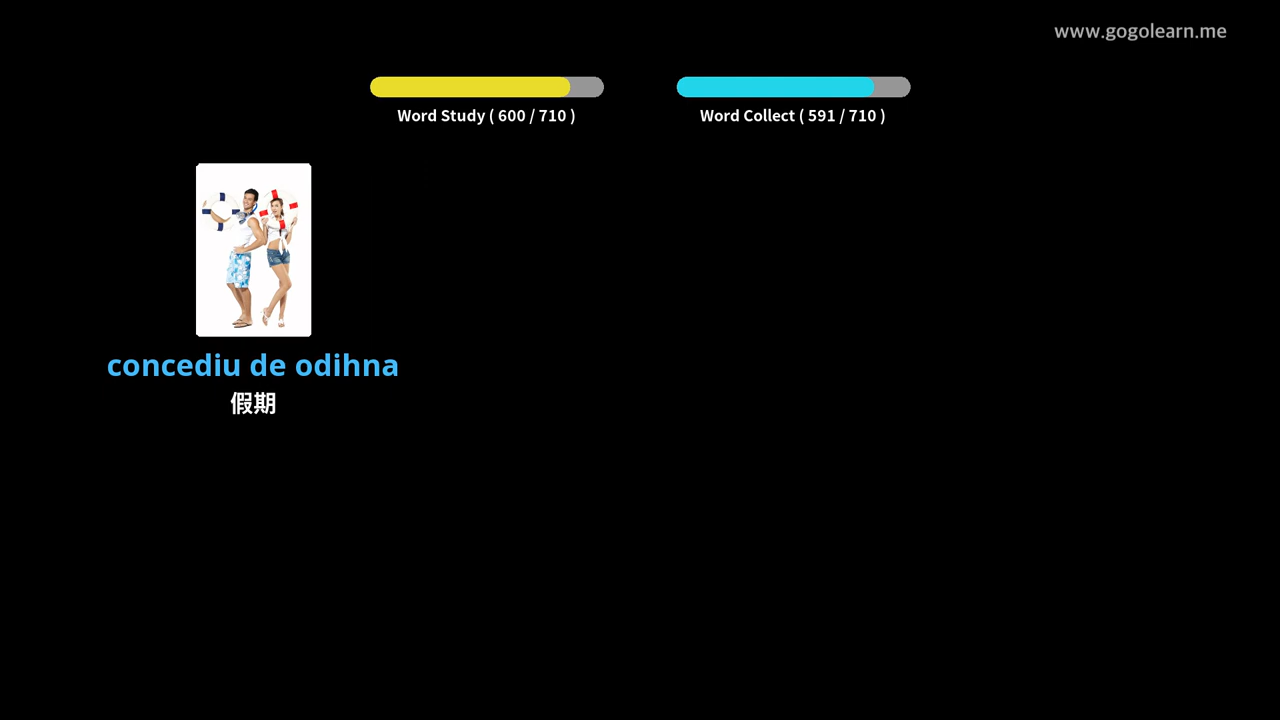 www.gogolearn.me
Word Study ( 600 / 710 )
Word Collect ( 591 / 710 )
concediu de odihna
假期